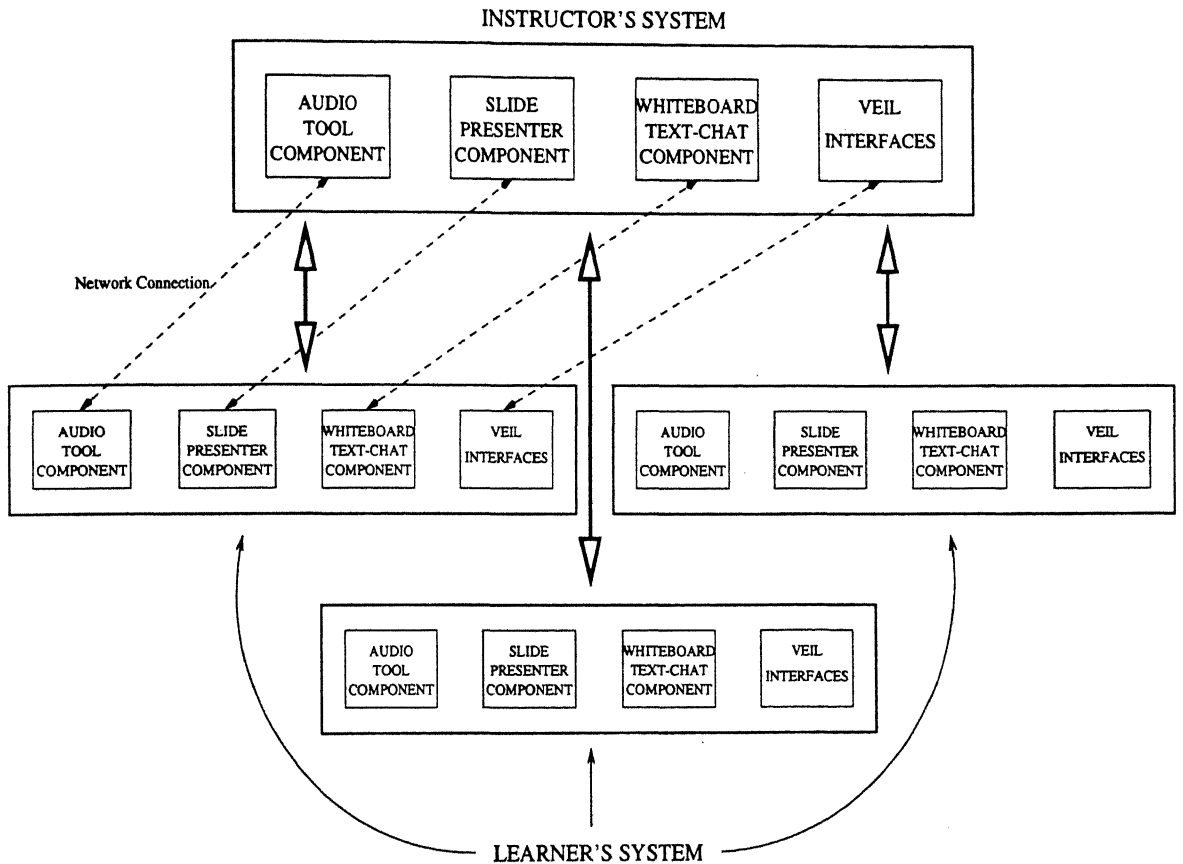 INSTRUCTOR'S SYSTEM
AUDIO
TOOL
COMPONENT
SLIDE
PRESENTER
COMPONENT
WHITEBOARD
TEXT-CHAT
COMPONENT
VEIL
INTERFACES
Network Connection
AUDIO
TOOL
COMPONENT
SLIDE
PRESENTER
COMPONENT
WHITEBOARD
TEXT-CHAT
COMPONENT
VEIL
INTERFACES
AUDIO
TOOL
COMPONENT
SLIDE
PRESENTER
COMPONENT
WHITEBOARD
TEXT-CHAT
COMPONENT
VEIL
INTERFACES
AUDIO
TOOL
COMPONENT
SLIDE
PRESENTER
COMPONENT
WHITEBOARD
TEXT-CHAT
COMPONENT
VEIL
INTERFACES
LEARNER'S SYSTEM